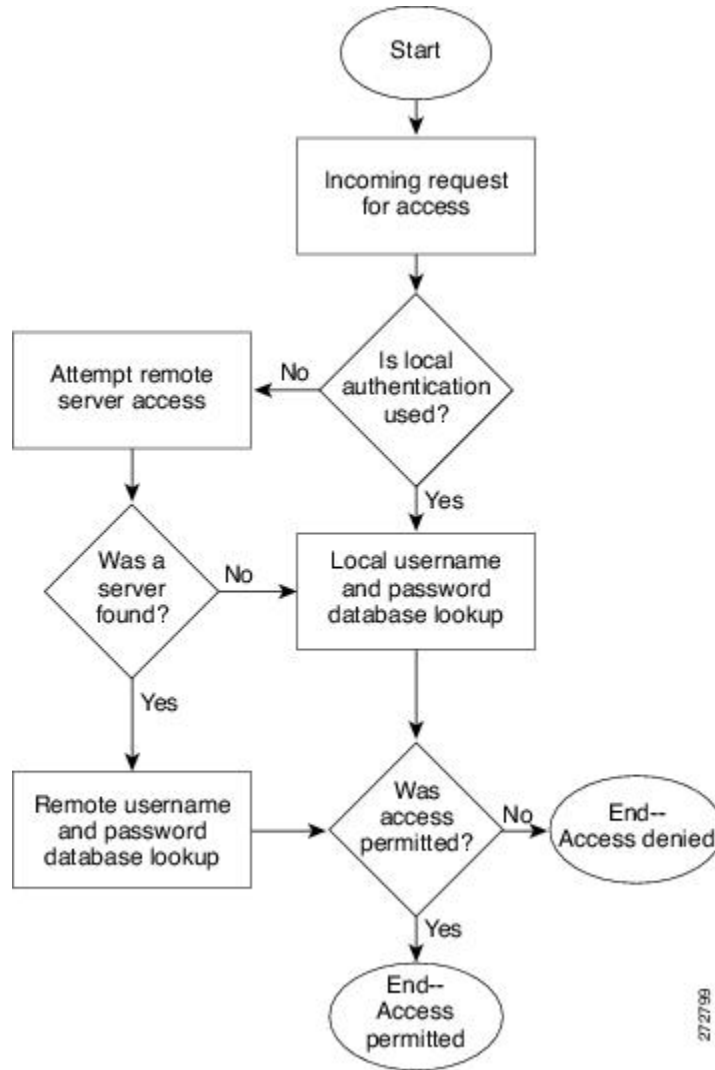 Start
Incoming request
for access
Is local
authentication
used?
No
Yes
Attempt remote
server access
Was a
server
found?
No
Yes
Local username
and password
database lookup
Remote username
and password
database lookup
Was
access
permitted?
No
Yes
End--
Access denied
End--
Access
permitted
272799